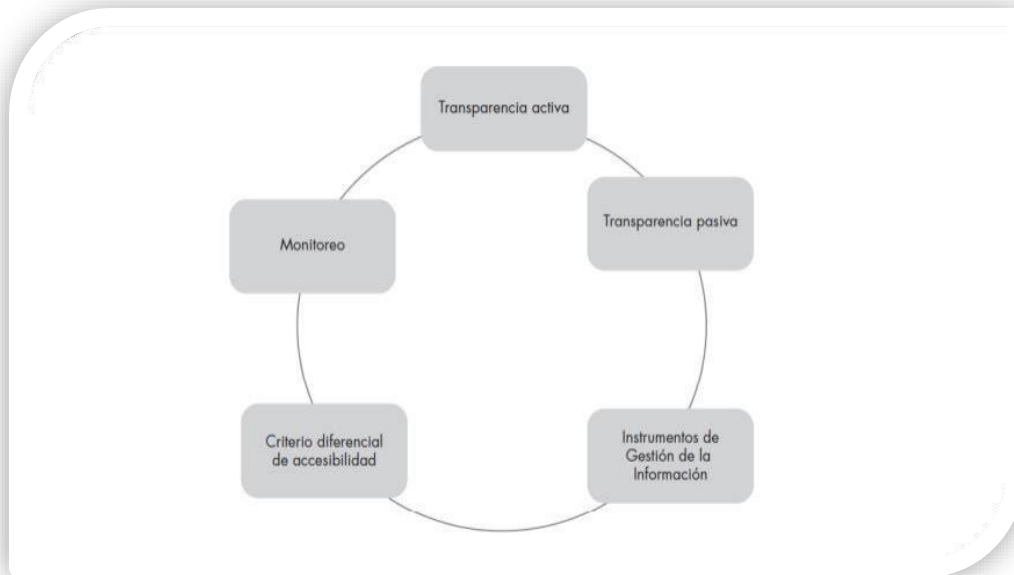 Transparencia activa
Transparencia pasiva
Instrumentos de
Gestión de la
Información
Criterio diferencial
de accesibilidad
Monitoreo